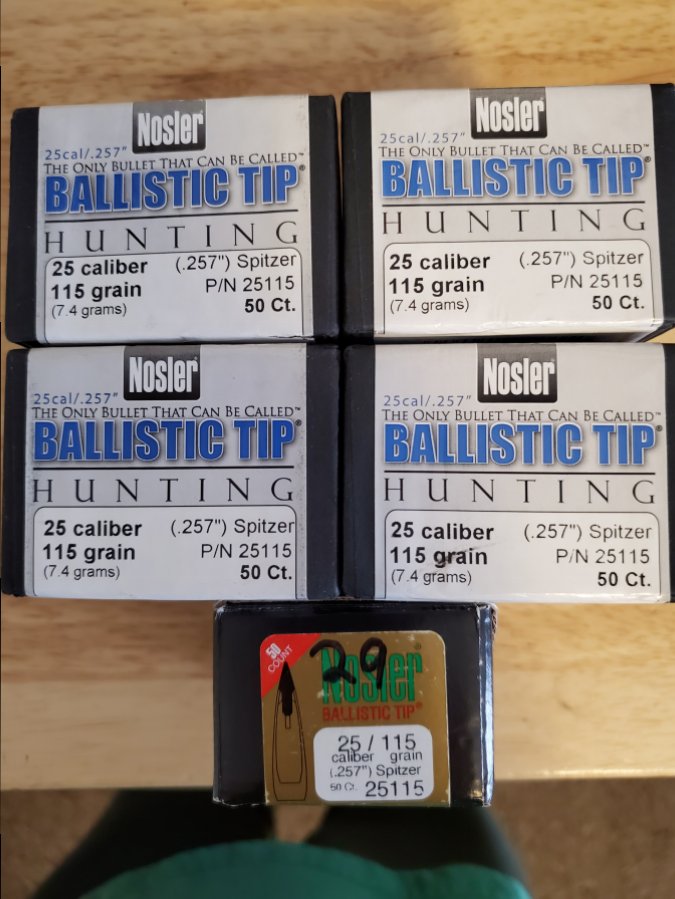 Nosler
25cal/.257"
THE ONLY BULLET THAT CAN BE CALLED™
BALLISTIC TIP®
HUNTING
25 caliber (.257") Spitzer
115 grain P/N 25115
(7.4 grams) 50 Ct.
Nosler
25cal/.257"
THE ONLY BULLET THAT CAN BE CALLED™
BALLISTIC TIP®
HUNTING
25 caliber (.257") Spitzer
115 grain P/N 25115
(7.4 grams) 50 Ct.
Nosler
25cal/.257"
THE ONLY BULLET THAT CAN BE CALLED™
BALLISTIC TIP®
HUNTING
25 caliber (.257") Spitzer
115 grain P/N 25115
(7.4 grams) 50 Ct.
Nosler
25cal/.257"
THE ONLY BULLET THAT CAN BE CALLED™
BALLISTIC TIP®
HUNTING
25 caliber (.257") Spitzer
115 grain P/N 25115
(7.4 grams) 50 Ct.
50
COUNT
29
Nosler
BALLISTIC TIP®
25 / 115
caliber grain
(.257") Spitzer
50 Ct. 25115